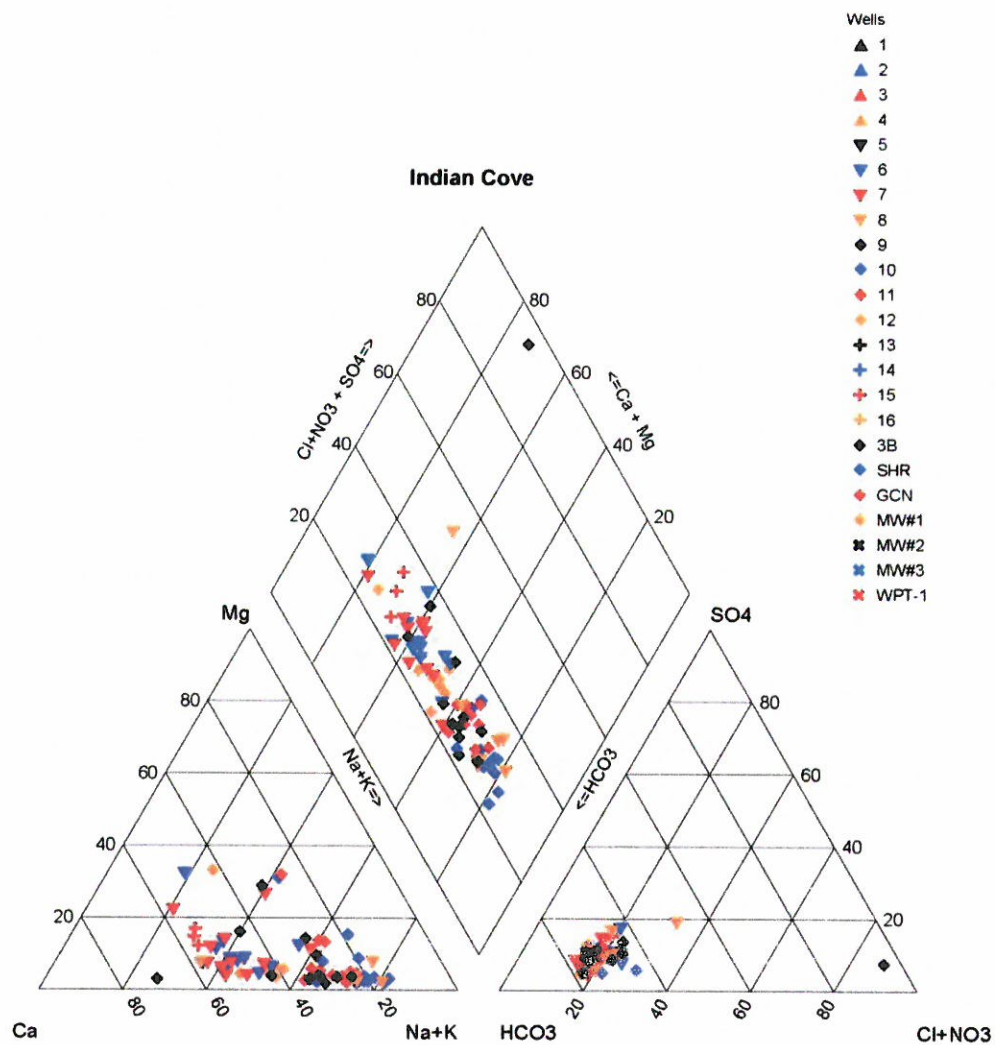 Wells
1
2
3
4
5
6
7
8
9
10
11
12
13
14
15
16
3B
SHR
GCN
MW#1
MW#2
MW#3
WPT-1
Indian Cove
80 80
60 60
40 40
20 20
Cl+NO3 + SO4=>
<=Ca + Mg
Mg
SO4
Na+K=>
<=HCO3
80
60
40
20
80
60
40
20
80 60 40 20
20 40 60 80
Ca Na+K HCO3 Cl+NO3